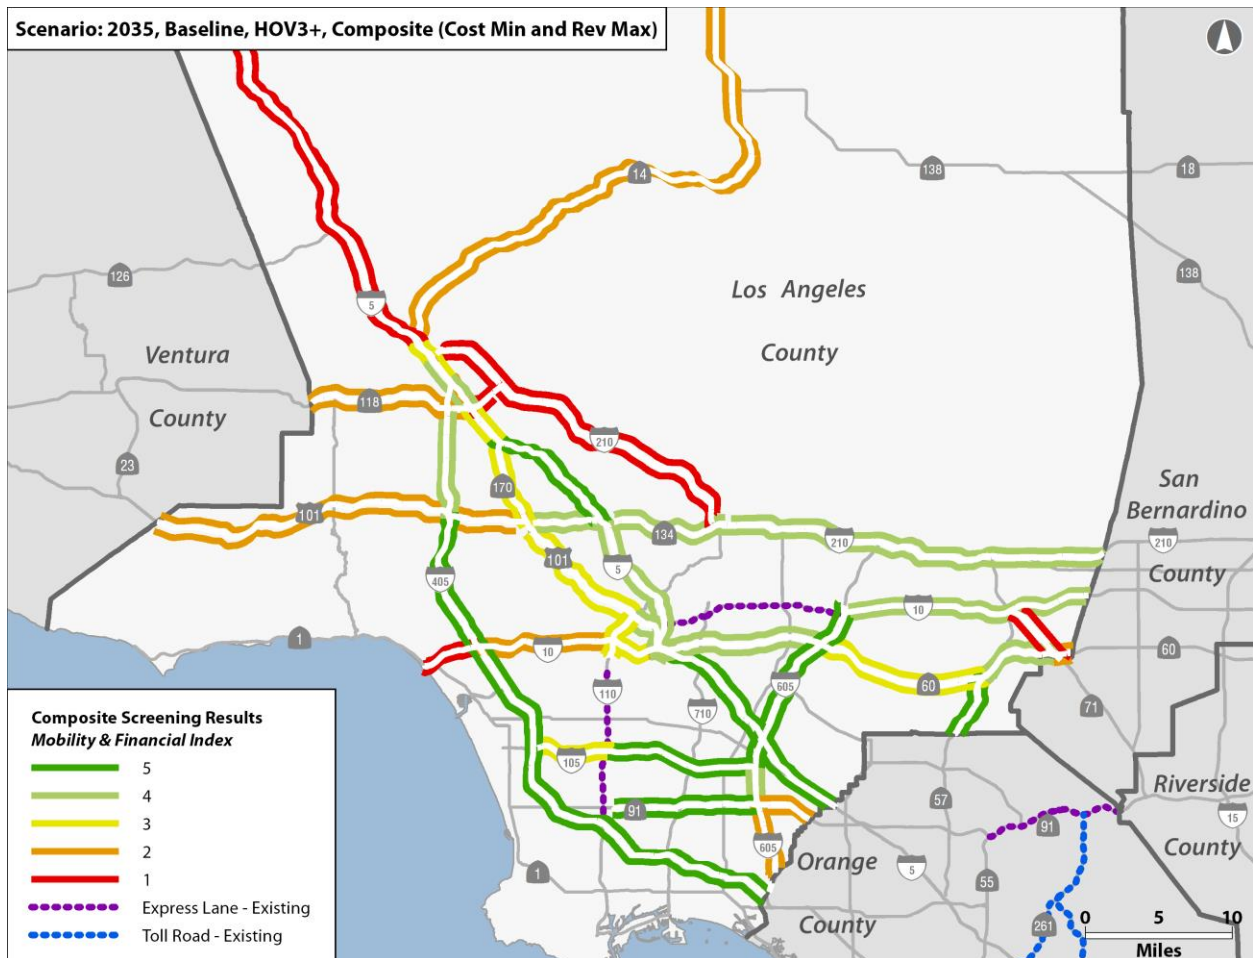 Scenario: 2035, Baseline, HOV3+, Composite (Cost Min and Rev Max)
14
138
18
126
5
138
Los Angeles
County
Ventura
County
118
210
23
170
101
San
Bernardino
134
210
210
101
5
County
405
10
1
10
60
110
605
60
710
71
105
57
Riverside
91
91
15
605
County
Orange
5
55
1
County
261
Composite Screening Results
Mobility & Financial Index
5
4
3
2
1
Express Lane - Existing
Toll Road - Existing
0 5 10
Miles